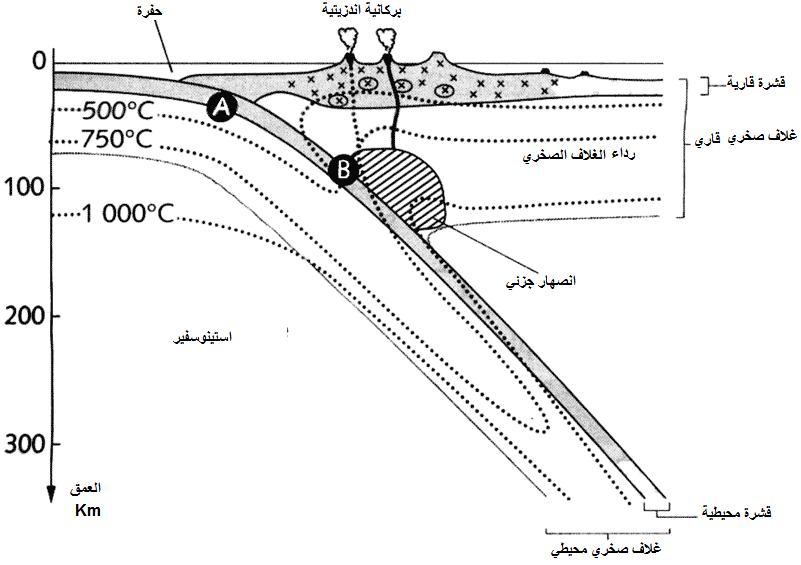 بركانية اندزيتية
حفرة
0
قشرة قارية
A
500°C
غلاف صخري قاري
750°C
رداء الغلاف الصخري
B
100
1 000°C
انصهار جزئي
200
استينوسفير
300
العمق
Km
قشرة محيطية
غلاف صخري محيطي